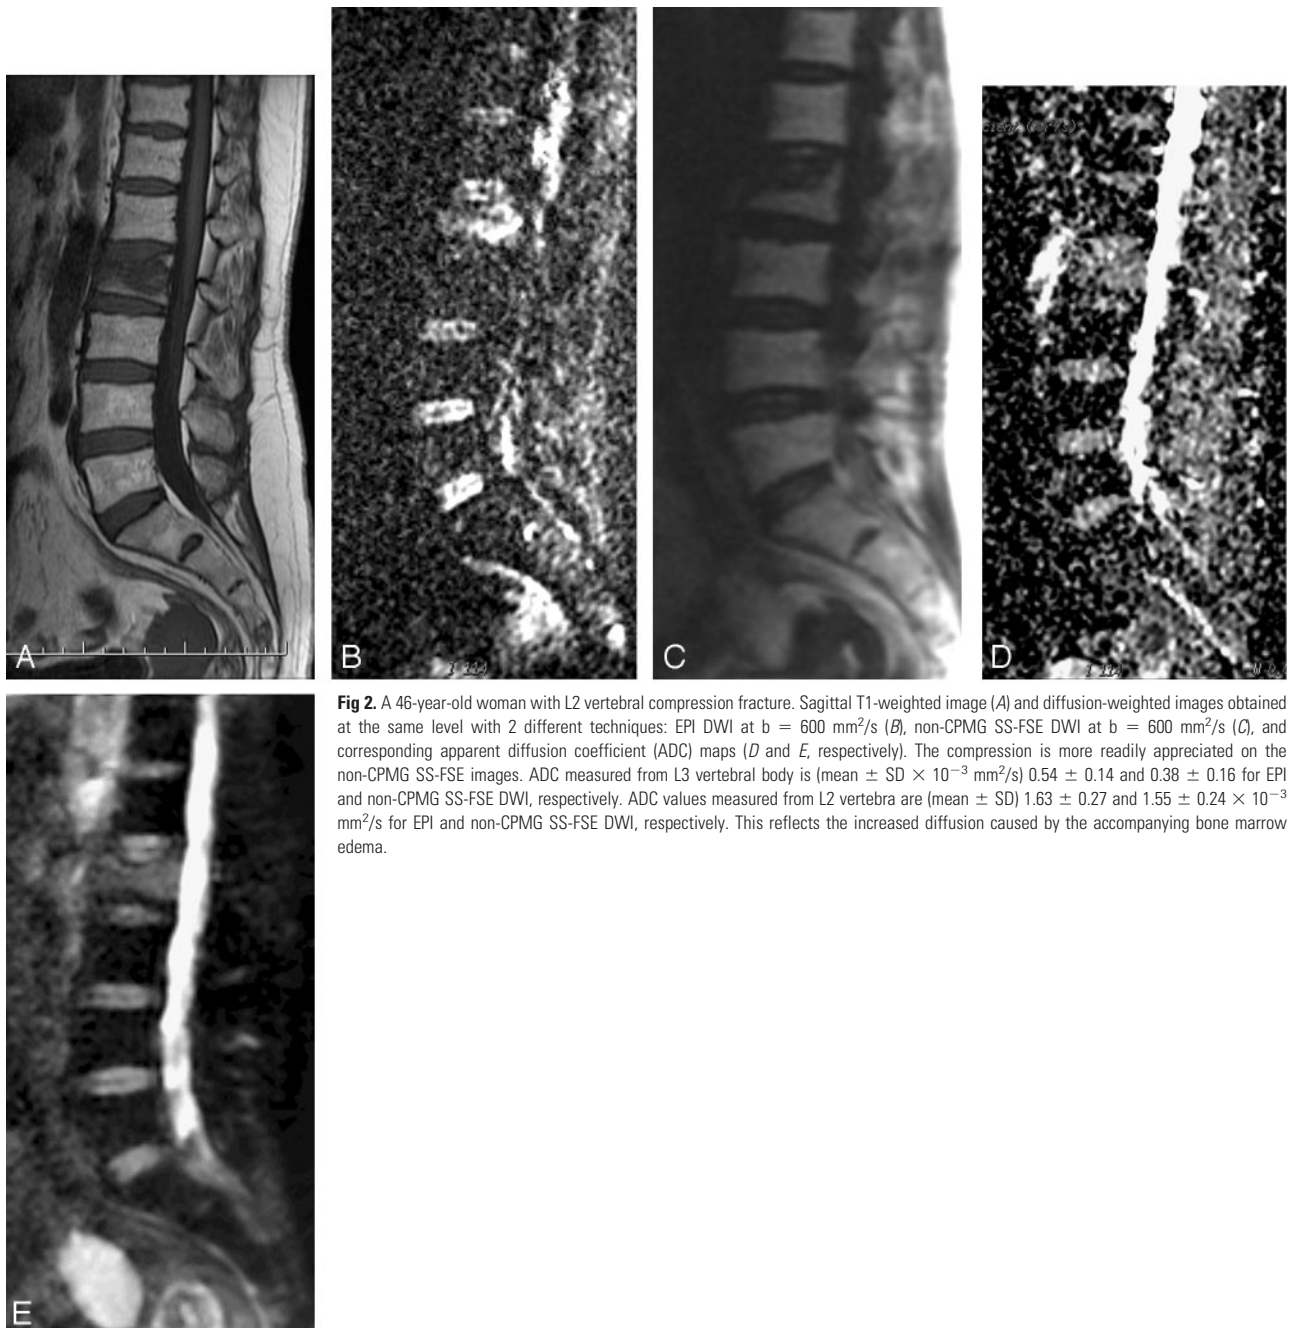 A
B
C
D
E
Fig 2. A 46-year-old woman with L2 vertebral compression fracture. Sagittal T1-weighted image (A) and diffusion-weighted images obtained
at the same level with 2 different techniques: EPI DWI at b = 600 mm²/s (B), non-CPMG SS-FSE DWI at b = 600 mm²/s (C), and
corresponding apparent diffusion coefficient (ADC) maps (D and E, respectively). The compression is more readily appreciated on the
non-CPMG SS-FSE images. ADC measured from L3 vertebral body is (mean ± SD × 10⁻³ mm²/s) 0.54 ± 0.14 and 0.38 ± 0.16 for EPI
and non-CPMG SS-FSE DWI, respectively. ADC values measured from L2 vertebra are (mean ± SD) 1.63 ± 0.27 and 1.55 ± 0.24 × 10⁻³
mm²/s for EPI and non-CPMG SS-FSE DWI, respectively. This reflects the increased diffusion caused by the accompanying bone marrow
edema.